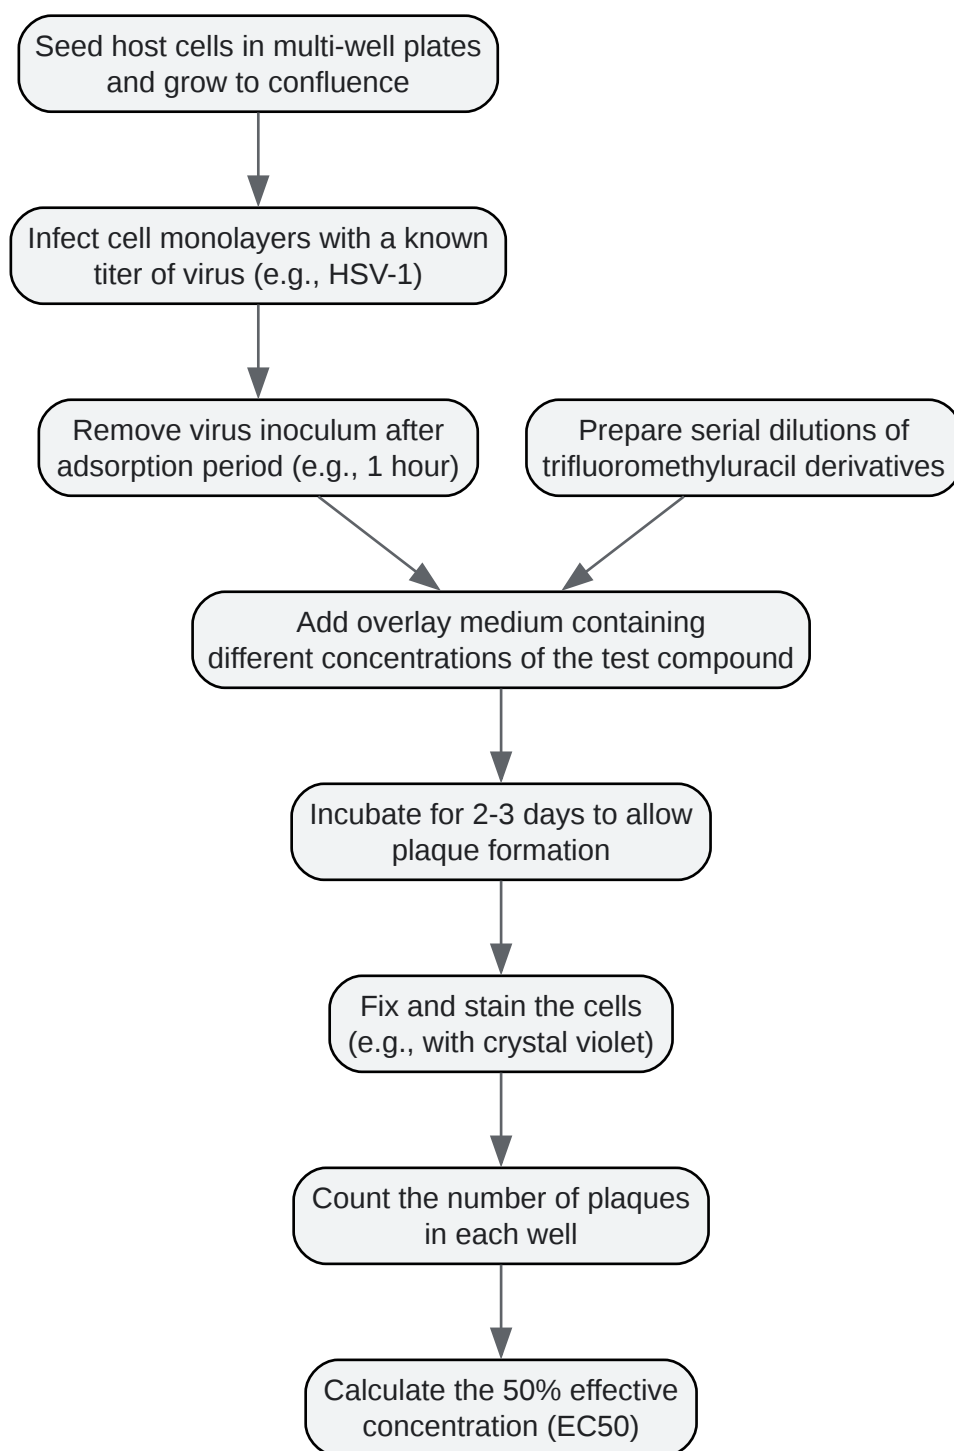 Seed host cells in multi-well plates
and grow to confluence
Infect cell monolayers with a known
titer of virus (e.g., HSV-1)
Remove virus inoculum after
adsorption period (e.g., 1 hour)
Prepare serial dilutions of
trifluoromethyluracil derivatives
Add overlay medium containing
different concentrations of the test compound
Incubate for 2-3 days to allow
plaque formation
Fix and stain the cells
(e.g., with crystal violet)
Count the number of plaques
in each well
Calculate the 50% effective
concentration (EC50)